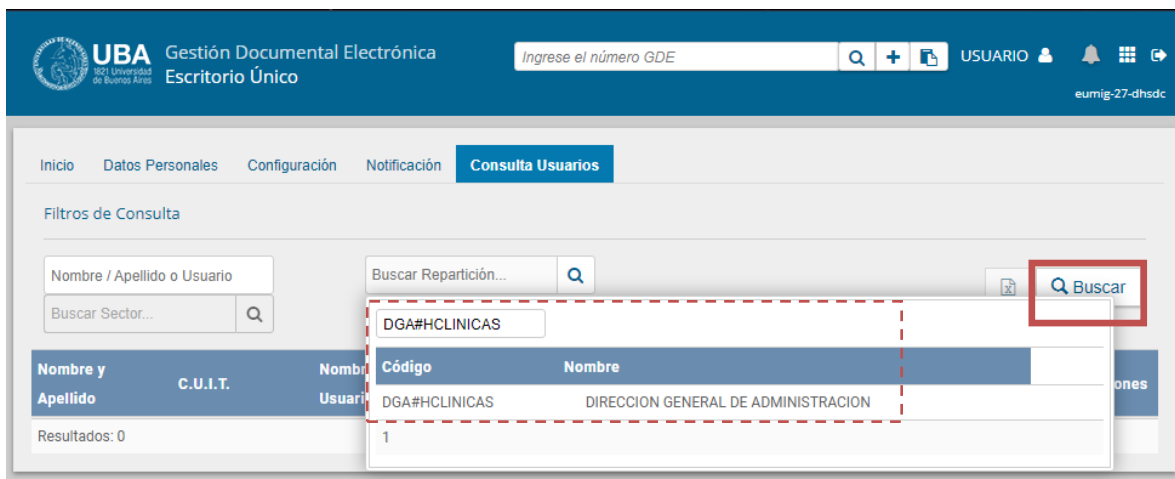 UBA
1821 Universidad
de Buenos Aires
Gestión Documental Electrónica
Escritorio Único
Ingrese el número GDE
USUARIO
eumig-27-dhsdc
Inicio Datos Personales Configuración Notificación Consulta Usuarios
Filtros de Consulta
Nombre / Apellido o Usuario
Buscar Repartición...
Buscar
Buscar Sector...
DGA#HCLINICAS
Código Nombre
DGA#HCLINICAS DIRECCION GENERAL DE ADMINISTRACION
1
Nombre y
Apellido
C.U.I.T.
Resultados: 0